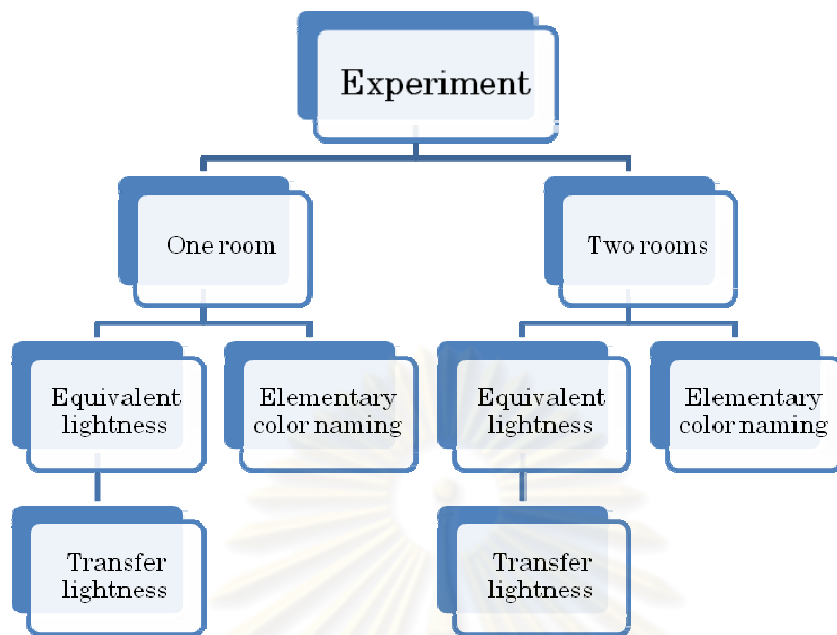 Experiment
One room
Two rooms
Equivalent
lightness
Elementary
color naming
Equivalent
lightness
Elementary
color naming
Transfer
lightness
Transfer
lightness